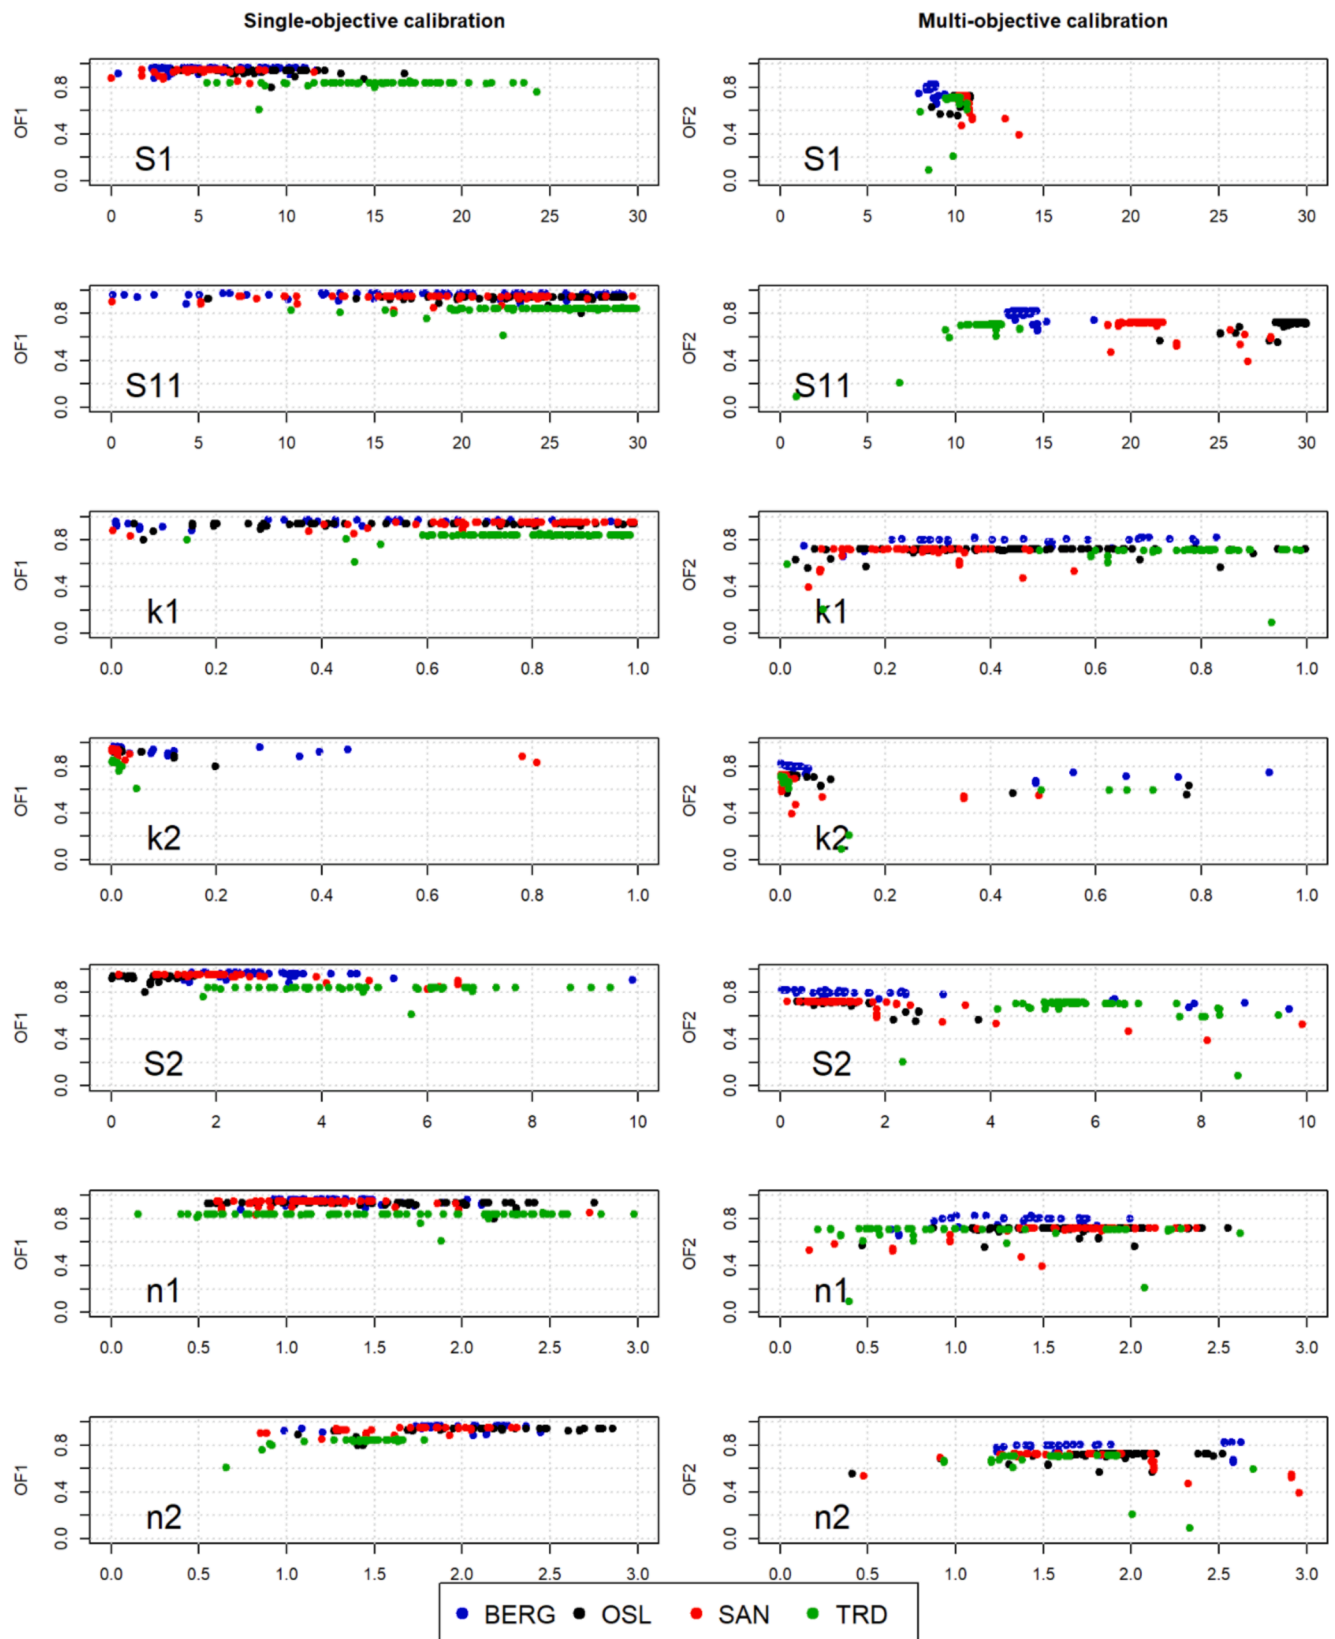 Single-objective calibration
Multi-objective calibration
OF1
0.0 0.4 0.8
S1
0 5 10 15 20 25 30
OF2
0.0 0.4 0.8
S1
0 5 10 15 20 25 30
OF1
0.0 0.4 0.8
S11
0 5 10 15 20 25 30
OF2
0.0 0.4 0.8
S11
0 5 10 15 20 25 30
OF1
0.0 0.4 0.8
k1
0.0 0.2 0.4 0.6 0.8 1.0
OF2
0.0 0.4 0.8
k1
0.0 0.2 0.4 0.6 0.8 1.0
OF1
0.0 0.4 0.8
k2
0.0 0.2 0.4 0.6 0.8 1.0
OF2
0.0 0.4 0.8
k2
0.0 0.2 0.4 0.6 0.8 1.0
OF1
0.0 0.4 0.8
S2
0 2 4 6 8 10
OF2
0.0 0.4 0.8
S2
0 2 4 6 8 10
OF1
0.0 0.4 0.8
n1
0.0 0.5 1.0 1.5 2.0 2.5 3.0
OF2
0.0 0.4 0.8
n1
0.0 0.5 1.0 1.5 2.0 2.5 3.0
OF1
0.0 0.4 0.8
n2
0.0 0.5 1.0 1.5 2.0 2.5 3.0
OF2
0.0 0.4 0.8
n2
0.0 0.5 1.0 1.5 2.0 2.5 3.0
BERG OSL SAN TRD